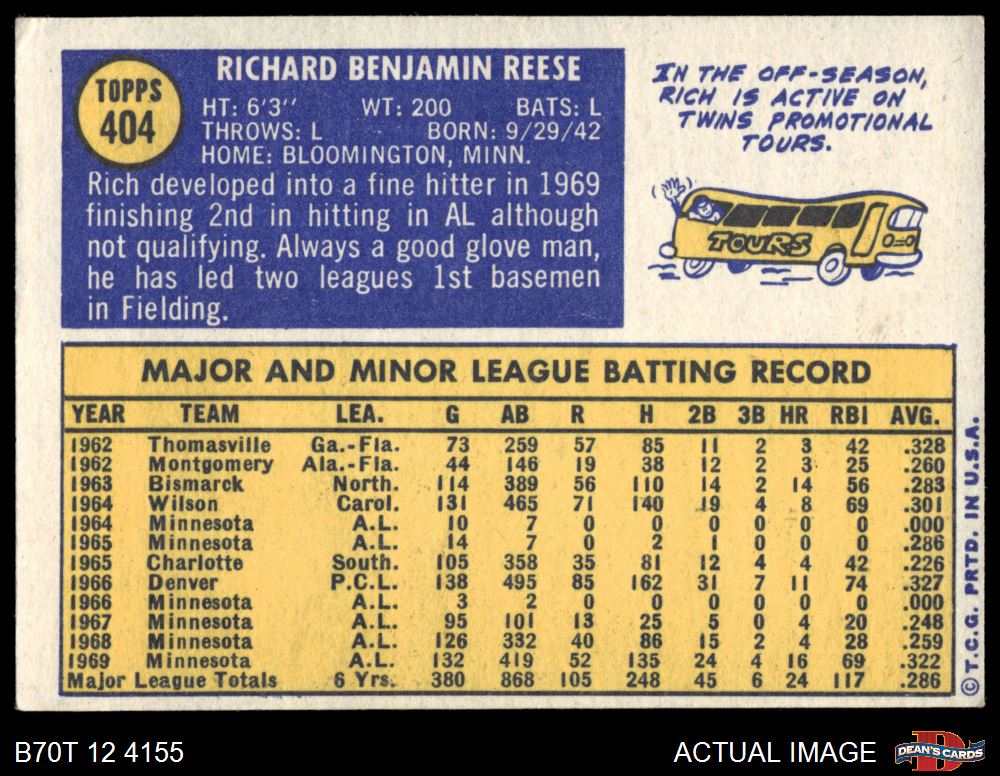 TOPPS
404
RICHARD BENJAMIN REESE
HT: 6'3'' WT: 200 BATS: L
THROWS: L BORN: 9/29/42
HOME: BLOOMINGTON, MINN.
Rich developed into a fine hitter in 1969
finishing 2nd in hitting in AL although
not qualifying. Always a good glove man,
he has led two leagues 1st basemen
in Fielding.
IN THE OFF-SEASON,
RICH IS ACTIVE ON
TWINS PROMOTIONAL
TOURS.
TOURS
MAJOR AND MINOR LEAGUE BATTING RECORD
YEAR TEAM LEA. G AB R H 2B 3B HR RBI AVG.
1962 Thomasville Ga.-Fla. 73 259 57 85 11 2 3 42 .328
1962 Montgomery Ala.-Fla. 44 146 19 38 12 2 3 25 .260
1963 Bismarck North. 114 389 56 110 14 2 14 56 .283
1964 Wilson Carol. 131 465 71 140 19 4 8 69 .301
1964 Minnesota A.L. 10 7 0 0 0 0 0 0 .000
1965 Minnesota A.L. 14 7 0 2 1 0 0 0 .286
1965 Charlotte South. 105 358 35 81 12 4 4 42 .226
1966 Denver P.C.L. 138 495 85 162 31 7 11 74 .327
1966 Minnesota A.L. 3 2 0 0 0 0 0 0 .000
1967 Minnesota A.L. 95 101 13 25 5 0 4 20 .248
1968 Minnesota A.L. 126 332 40 86 15 2 4 28 .259
1969 Minnesota A.L. 132 419 52 135 24 4 16 69 .322
Major League Totals 6 Yrs. 380 868 105 248 45 6 24 117 .286
© T.C.G. PRTD. IN U.S.A.
B70T 12 4155
ACTUAL IMAGE
DEAN'S CARDS